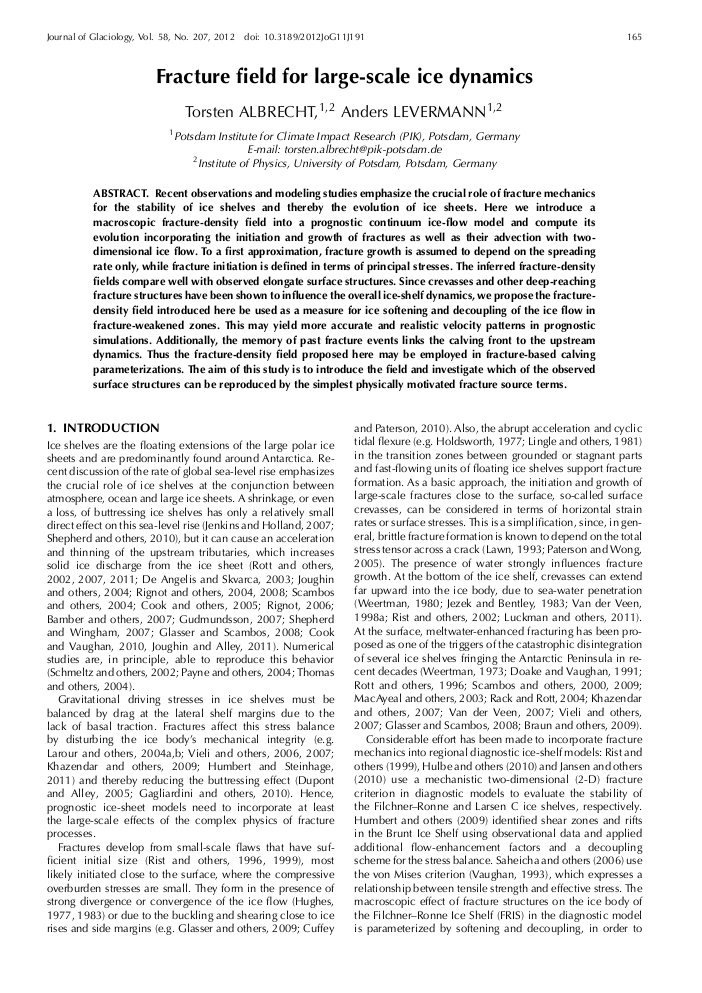 Journal of Glaciology, Vol. 58, No. 207, 2012 doi: 10.3189/2012JoG11J191 165
Fracture field for large-scale ice dynamics
Torsten ALBRECHT,1,2 Anders LEVERMANN1,2
1Potsdam Institute for Climate Impact Research (PIK), Potsdam, Germany
E-mail: torsten.albrecht@pik-potsdam.de
2Institute of Physics, University of Potsdam, Potsdam, Germany
ABSTRACT. Recent observations and modeling studies emphasize the crucial role of fracture mechanics
for the stability of ice shelves and thereby the evolution of ice sheets. Here we introduce a
macroscopic fracture-density field into a prognostic continuum ice-flow model and compute its
evolution incorporating the initiation and growth of fractures as well as their advection with two-
dimensional ice flow. To a first approximation, fracture growth is assumed to depend on the spreading
rate only, while fracture initiation is defined in terms of principal stresses. The inferred fracture-density
fields compare well with observed elongate surface structures. Since crevasses and other deep-reaching
fracture structures have been shown to influence the overall ice-shelf dynamics, we propose the fracture-
density field introduced here be used as a measure for ice softening and decoupling of the ice flow in
fracture-weakened zones. This may yield more accurate and realistic velocity patterns in prognostic
simulations. Additionally, the memory of past fracture events links the calving front to the upstream
dynamics. Thus the fracture-density field proposed here may be employed in fracture-based calving
parameterizations. The aim of this study is to introduce the field and investigate which of the observed
surface structures can be reproduced by the simplest physically motivated fracture source terms.
1. INTRODUCTION
Ice shelves are the floating extensions of the large polar ice
sheets and are predominantly found around Antarctica. Re-
cent discussion of the rate of global sea-level rise emphasizes
the crucial role of ice shelves at the conjunction between
atmosphere, ocean and large ice sheets. A shrinkage, or even
a loss, of buttressing ice shelves has only a relatively small
direct effect on this sea-level rise (Jenkins and Holland, 2007;
Shepherd and others, 2010), but it can cause an acceleration
and thinning of the upstream tributaries, which increases
solid ice discharge from the ice sheet (Rott and others,
2002, 2007, 2011; De Angelis and Skvarca, 2003; Joughin
and others, 2004; Rignot and others, 2004, 2008; Scambos
and others, 2004; Cook and others, 2005; Rignot, 2006;
Bamber and others, 2007; Gudmundsson, 2007; Shepherd
and Wingham, 2007; Glasser and Scambos, 2008; Cook
and Vaughan, 2010, Joughin and Alley, 2011). Numerical
studies are, in principle, able to reproduce this behavior
(Schmeltz and others, 2002; Payne and others, 2004; Thomas
and others, 2004).
Gravitational driving stresses in ice shelves must be
balanced by drag at the lateral shelf margins due to the
lack of basal traction. Fractures affect this stress balance
by disturbing the ice body's mechanical integrity (e.g.
Larour and others, 2004a,b; Vieli and others, 2006, 2007;
Khazendar and others, 2009; Humbert and Steinhage,
2011) and thereby reducing the buttressing effect (Dupont
and Alley, 2005; Gagliardini and others, 2010). Hence,
prognostic ice-sheet models need to incorporate at least
the large-scale effects of the complex physics of fracture
processes.
Fractures develop from small-scale flaws that have suf-
ficient initial size (Rist and others, 1996, 1999), most
likely initiated close to the surface, where the compressive
overburden stresses are small. They form in the presence of
strong divergence or convergence of the ice flow (Hughes,
1977, 1983) or due to the buckling and shearing close to ice
rises and side margins (e.g. Glasser and others, 2009; Cuffey
and Paterson, 2010). Also, the abrupt acceleration and cyclic
tidal flexure (e.g. Holdsworth, 1977; Lingle and others, 1981)
in the transition zones between grounded or stagnant parts
and fast-flowing units of floating ice shelves support fracture
formation. As a basic approach, the initiation and growth of
large-scale fractures close to the surface, so-called surface
crevasses, can be considered in terms of horizontal strain
rates or surface stresses. This is a simplification, since, in gen-
eral, brittle fracture formation is known to depend on the total
stress tensor across a crack (Lawn, 1993; Paterson and Wong,
2005). The presence of water strongly influences fracture
growth. At the bottom of the ice shelf, crevasses can extend
far upward into the ice body, due to sea-water penetration
(Weertman, 1980; Jezek and Bentley, 1983; Van der Veen,
1998a; Rist and others, 2002; Luckman and others, 2011).
At the surface, meltwater-enhanced fracturing has been pro-
posed as one of the triggers of the catastrophic disintegration
of several ice shelves fringing the Antarctic Peninsula in re-
cent decades (Weertman, 1973; Doake and Vaughan, 1991;
Rott and others, 1996; Scambos and others, 2000, 2009;
MacAyeal and others, 2003; Rack and Rott, 2004; Khazendar
and others, 2007; Van der Veen, 2007; Vieli and others,
2007; Glasser and Scambos, 2008; Braun and others, 2009).
Considerable effort has been made to incorporate fracture
mechanics into regional diagnostic ice-shelf models: Rist and
others (1999), Hulbe and others (2010) and Jansen and others
(2010) use a mechanistic two-dimensional (2-D) fracture
criterion in diagnostic models to evaluate the stability of
the Filchner–Ronne and Larsen C ice shelves, respectively.
Humbert and others (2009) identified shear zones and rifts
in the Brunt Ice Shelf using observational data and applied
additional flow-enhancement factors and a decoupling
scheme for the stress balance. Saheicha and others (2006) use
the von Mises criterion (Vaughan, 1993), which expresses a
relationship between tensile strength and effective stress. The
macroscopic effect of fracture structures on the ice body of
the Filchner–Ronne Ice Shelf (FRIS) in the diagnostic model
is parameterized by softening and decoupling, in order to